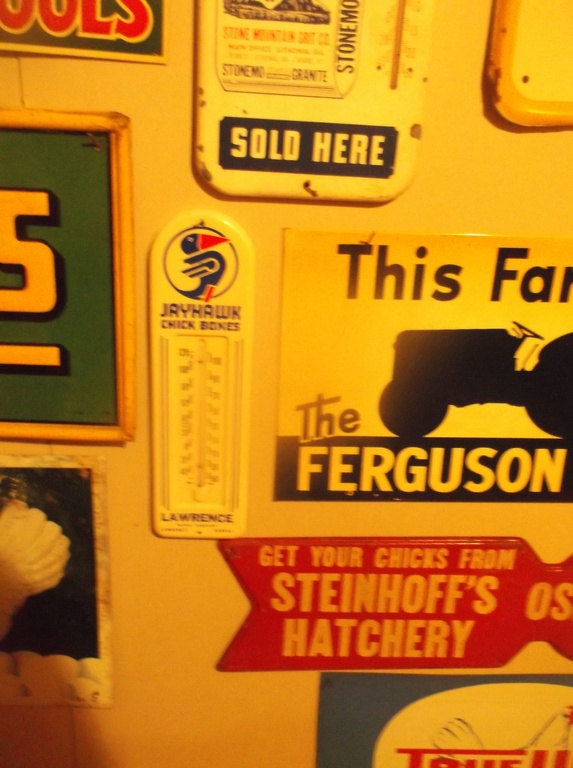 OOLS
STONE MOUNTAIN GRIT CO.
STONEMO GRANITE
STONEMO
SOLD HERE
S
JAYHAWK
CHICK BOXES
LAWRENCE
This Far
The
FERGUSON
GET YOUR CHICKS FROM
STEINHOFF'S
HATCHERY
OS
TRUE V